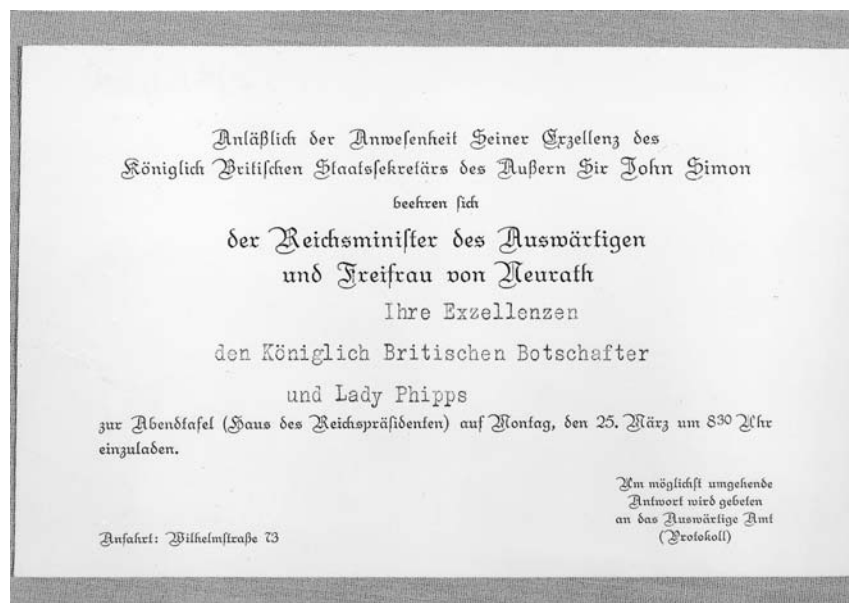 Anläßlich der Anwesenheit Seiner Exzellenz des
Königlich Britischen Staatssekretärs des Äußern Sir John Simon
beehren sich
der Reichsminister des Auswärtigen
und Freifrau von Neurath
Ihre Exzellenzen
den Königlich Britischen Botschafter
und Lady Phipps
zur Abendtafel (Haus des Reichspräsidenten) auf Montag, den 25. März um 8³⁰ Uhr
einzuladen.
Um möglichst umgehende
Antwort wird gebeten
an das Auswärtige Amt
(Protokoll)
Anfahrt: Wilhelmstraße 73